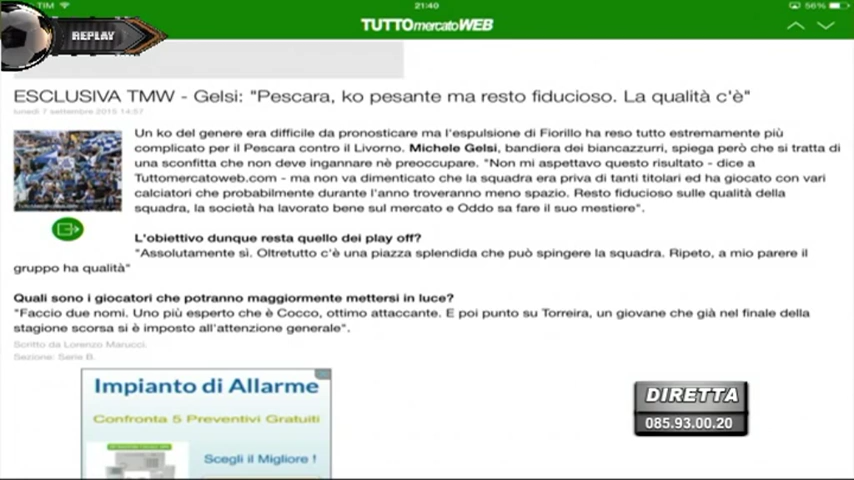 TIM
21:40
56%
REPLAY
TUTTOmercatoWEB
ESCLUSIVA TMW - Gelsi: "Pescara, ko pesante ma resto fiducioso. La qualità c'è"
lunedì 7 settembre 2015 14:57
Un ko del genere era difficile da pronosticare ma l'espulsione di Fiorillo ha reso tutto estremamente più
complicato per il Pescara contro il Livorno. Michele Gelsi, bandiera dei biancazzurri, spiega però che si tratta di
una sconfitta che non deve ingannare nè preoccupare. "Non mi aspettavo questo risultato - dice a
Tuttomercatoweb.com - ma non va dimenticato che la squadra era priva di tanti titolari ed ha giocato con vari
calciatori che probabilmente durante l'anno troveranno meno spazio. Resto fiducioso sulle qualità della
squadra, la società ha lavorato bene sul mercato e Oddo sa fare il suo mestiere".
L'obiettivo dunque resta quello dei play off?
"Assolutamente sì. Oltretutto c'è una piazza splendida che può spingere la squadra. Ripeto, a mio parere il
gruppo ha qualità"
Quali sono i giocatori che potranno maggiormente mettersi in luce?
"Faccio due nomi. Uno più esperto che è Cocco, ottimo attaccante. E poi punto su Torreira, un giovane che già nel finale della
stagione scorsa si è imposto all'attenzione generale".
Scritto da Lorenzo Marucci.
Sezione: Serie B.
Impianto di Allarme
Confronta 5 Preventivi Gratuiti
Scegli il Migliore !
DIRETTA
085.93.00.20